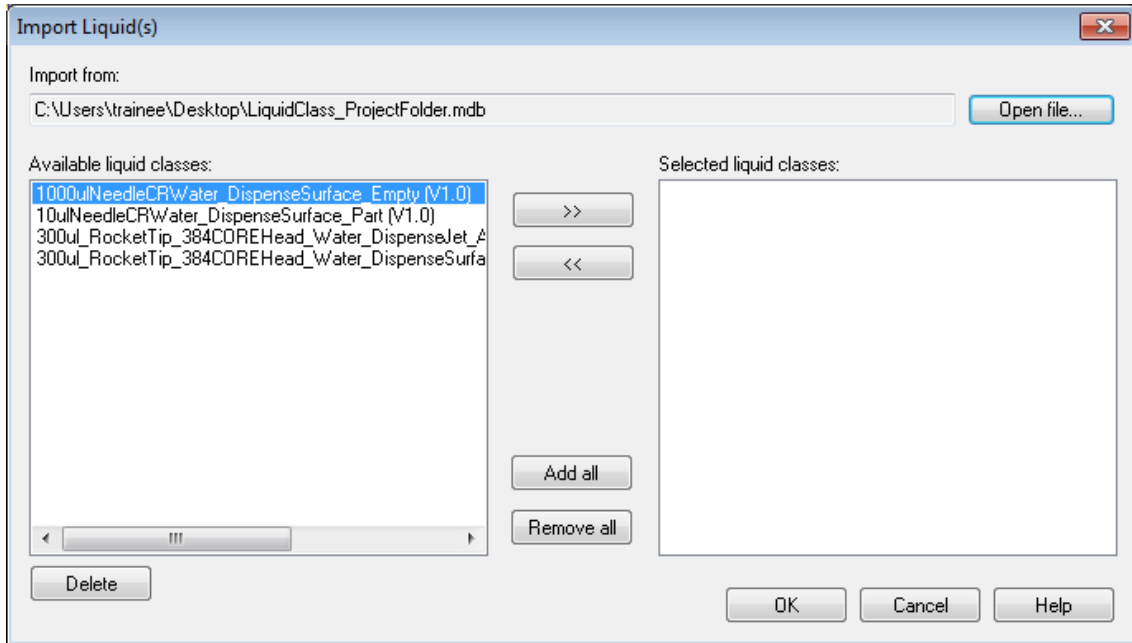 Import Liquid(s)
Import from:
C:\Users\trainee\Desktop\LiquidClass_ProjectFolder.mdb
Open file...
Available liquid classes:
Selected liquid classes:
1000ulNeedleCRWater_DispenseSurface_Empty (V1.0)
10ulNeedleCRWater_DispenseSurface_Part (V1.0)
300ul_RocketTip_384COREHead_Water_DispenseJet_A
300ul_RocketTip_384COREHead_Water_DispenseSurfa
>>
<<
Add all
Remove all
Delete
OK
Cancel
Help